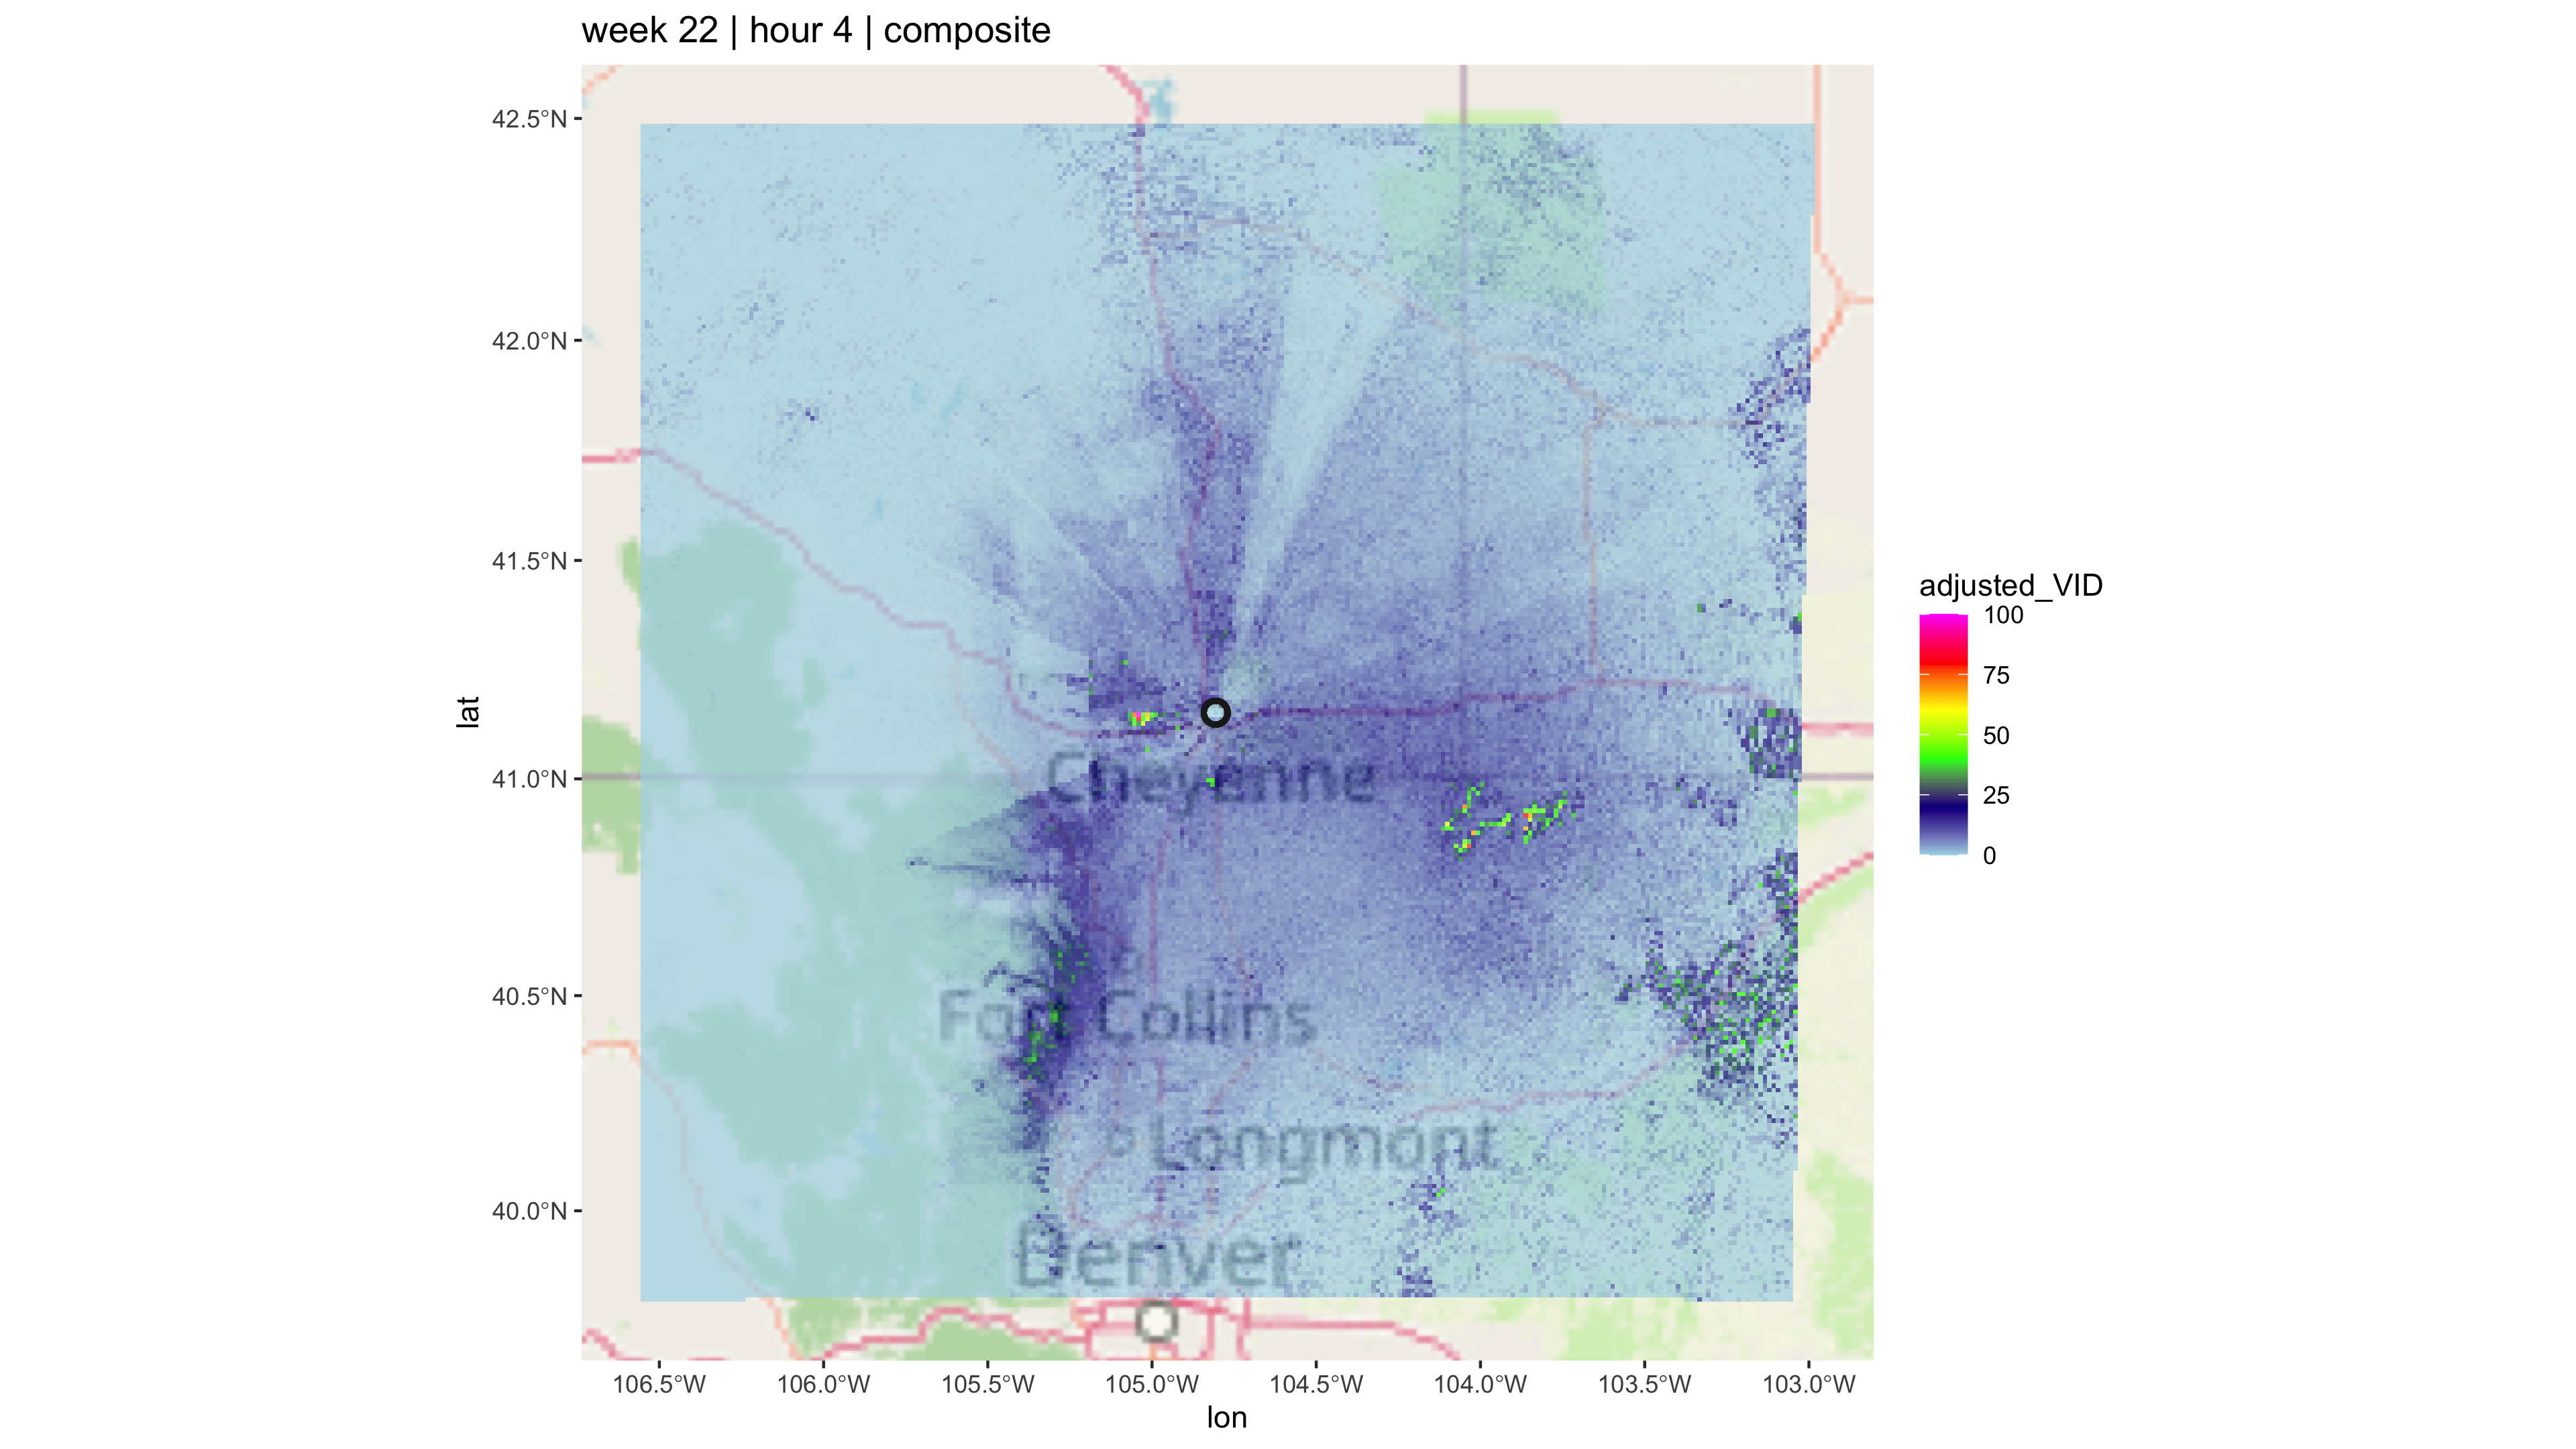 week 22 | hour 4 | composite
42.5°N
42.0°N
41.5°N
41.0°N
40.5°N
40.0°N
lat
Cheyenne
Fort Collins
Longmont
Denver
106.5°W 106.0°W 105.5°W 105.0°W 104.5°W 104.0°W 103.5°W 103.0°W
lon
adjusted_VID
100
75
50
25
0